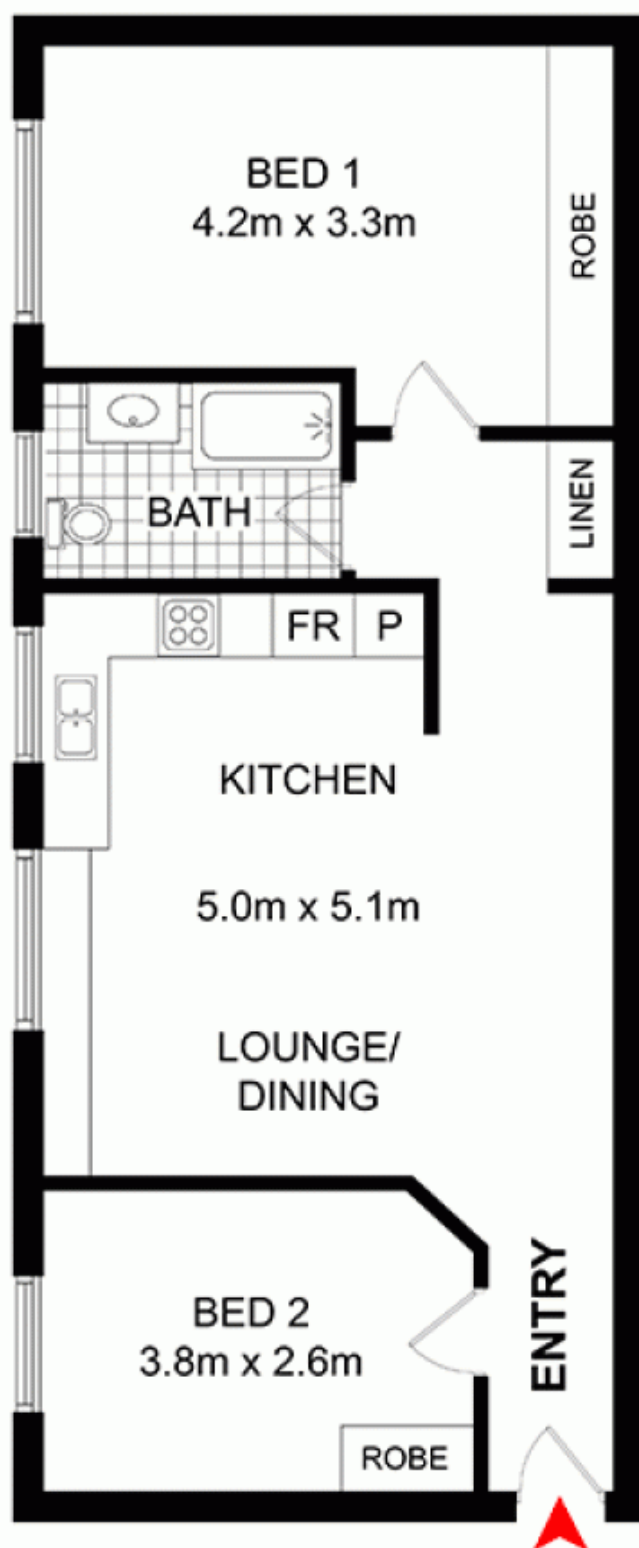 BED 1
4.2m x 3.3m
ROBE
BATH
LINEN
FR
P
KITCHEN
5.0m x 5.1m
LOUNGE/
DINING
BED 2
3.8m x 2.6m
ROBE
ENTRY